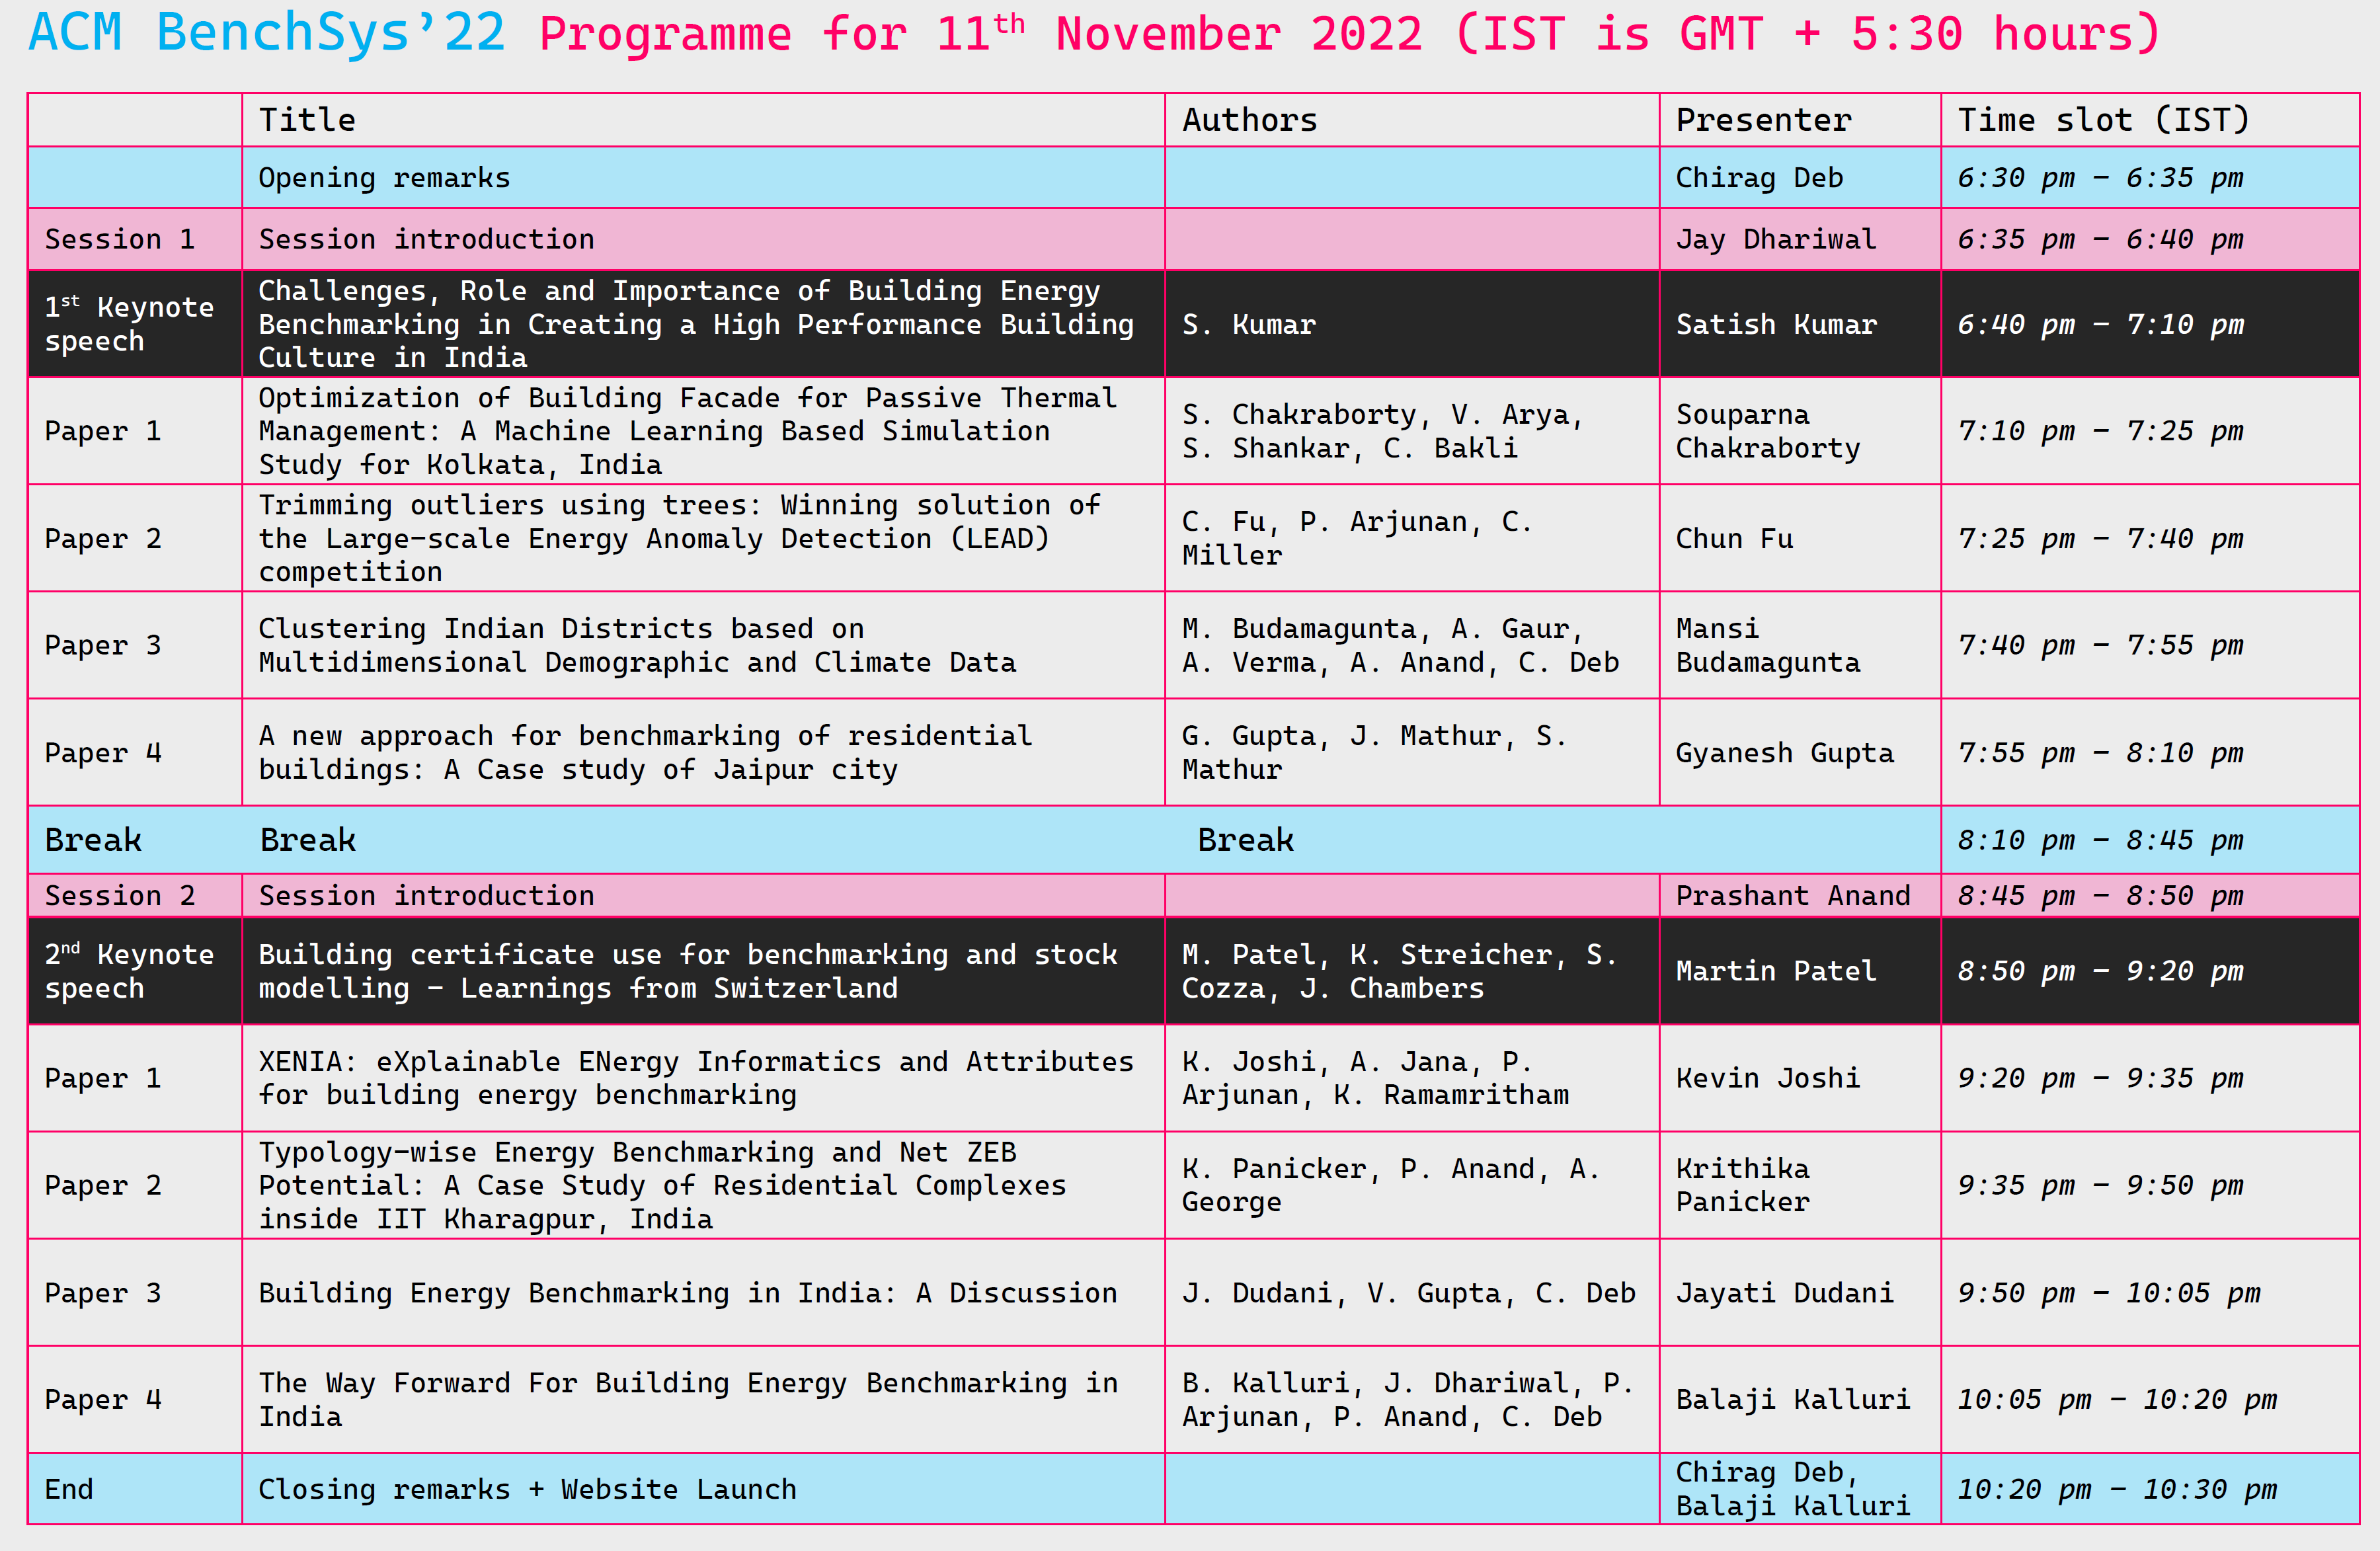 ACM BenchSys’22 Programme for 11th November 2022 (IST is GMT + 5:30 hours)
Title Authors Presenter Time slot (IST)
Opening remarks Chirag Deb 6:30 pm – 6:35 pm
Session 1 Session introduction Jay Dhariwal 6:35 pm – 6:40 pm
1st Keynote
speech
Challenges, Role and Importance of Building Energy
Benchmarking in Creating a High Performance Building
Culture in India
S. Kumar
Satish Kumar
6:40 pm – 7:10 pm
Paper 1
Optimization of Building Facade for Passive Thermal
Management: A Machine Learning Based Simulation
Study for Kolkata, India
S. Chakraborty, V. Arya,
S. Shankar, C. Bakli
Souparna
Chakraborty
7:10 pm – 7:25 pm
Paper 2
Trimming outliers using trees: Winning solution of
the Large-scale Energy Anomaly Detection (LEAD)
competition
C. Fu, P. Arjunan, C.
Miller
Chun Fu
7:25 pm – 7:40 pm
Paper 3
Clustering Indian Districts based on
Multidimensional Demographic and Climate Data
M. Budamagunta, A. Gaur,
A. Verma, A. Anand, C. Deb
Mansi
Budamagunta
7:40 pm – 7:55 pm
Paper 4
A new approach for benchmarking of residential
buildings: A Case study of Jaipur city
G. Gupta, J. Mathur, S.
Mathur
Gyanesh Gupta
7:55 pm – 8:10 pm
Break Break Break 8:10 pm – 8:45 pm
Session 2 Session introduction Prashant Anand 8:45 pm – 8:50 pm
2nd Keynote
speech
Building certificate use for benchmarking and stock
modelling – Learnings from Switzerland
M. Patel, K. Streicher, S.
Cozza, J. Chambers
Martin Patel
8:50 pm – 9:20 pm
Paper 1
XENIA: eXplainable ENergy Informatics and Attributes
for building energy benchmarking
K. Joshi, A. Jana, P.
Arjunan, K. Ramamritham
Kevin Joshi
9:20 pm – 9:35 pm
Paper 2
Typology-wise Energy Benchmarking and Net ZEB
Potential: A Case Study of Residential Complexes
inside IIT Kharagpur, India
K. Panicker, P. Anand, A.
George
Krithika
Panicker
9:35 pm – 9:50 pm
Paper 3
Building Energy Benchmarking in India: A Discussion
J. Dudani, V. Gupta, C. Deb
Jayati Dudani
9:50 pm – 10:05 pm
Paper 4
The Way Forward For Building Energy Benchmarking in
India
B. Kalluri, J. Dhariwal, P.
Arjunan, P. Anand, C. Deb
Balaji Kalluri
10:05 pm – 10:20 pm
End
Closing remarks + Website Launch
Chirag Deb,
Balaji Kalluri
10:20 pm – 10:30 pm